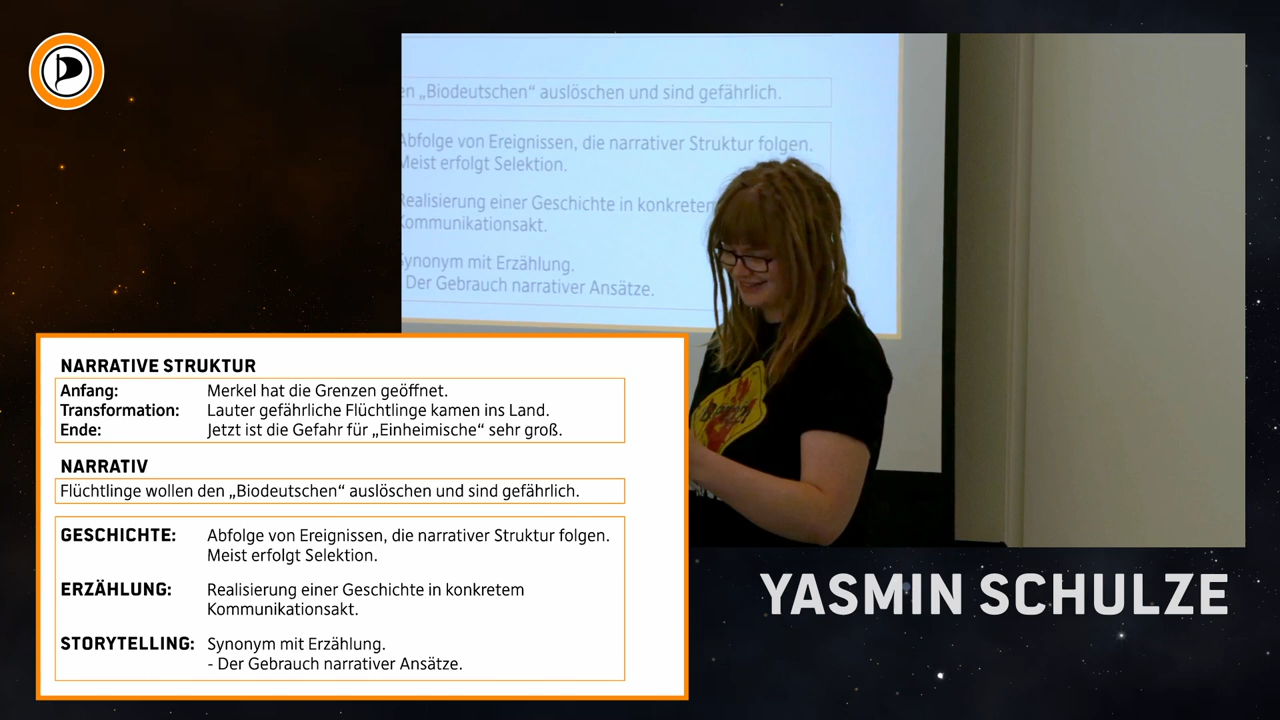 en „Biodeutschen“ auslöschen und sind gefährlich.
Abfolge von Ereignissen, die narrativer Struktur folgen.
Meist erfolgt Selektion.
Realisierung einer Geschichte in konkretem
Kommunikationsakt.
Synonym mit Erzählung.
Der Gebrauch narrativer Ansätze.
NARRATIVE STRUKTUR
Anfang: Merkel hat die Grenzen geöffnet.
Transformation: Lauter gefährliche Flüchtlinge kamen ins Land.
Ende: Jetzt ist die Gefahr für „Einheimische“ sehr groß.
NARRATIV
Flüchtlinge wollen den „Biodeutschen“ auslöschen und sind gefährlich.
GESCHICHTE: Abfolge von Ereignissen, die narrativer Struktur folgen.
Meist erfolgt Selektion.
ERZÄHLUNG: Realisierung einer Geschichte in konkretem
Kommunikationsakt.
STORYTELLING: Synonym mit Erzählung.
- Der Gebrauch narrativer Ansätze.
YASMIN SCHULZE